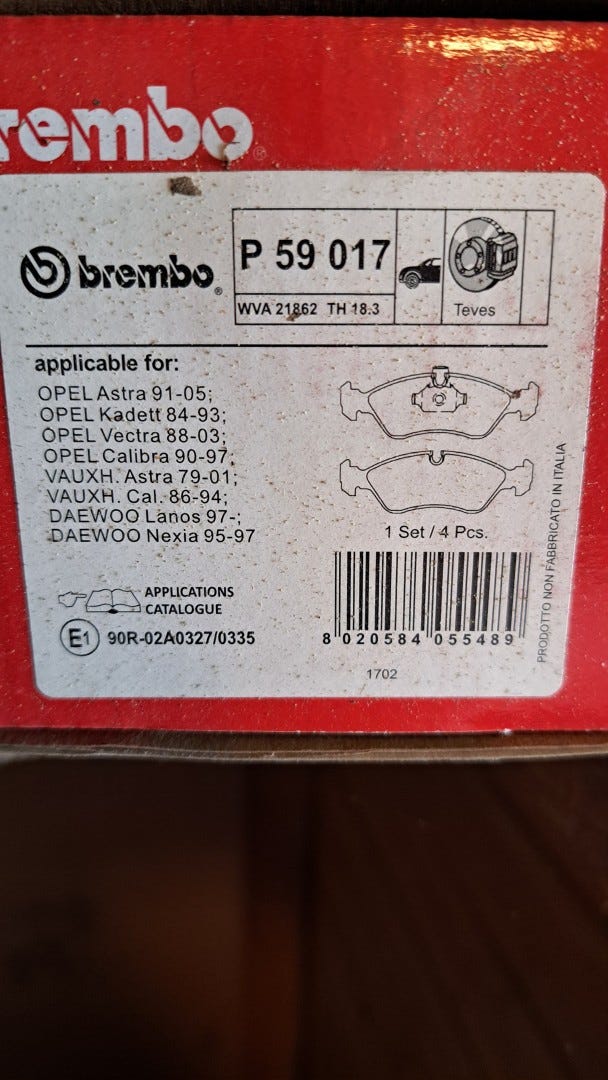 rembo®
brembo®
P 59 017
WVA 21862 TH 18.3
Teves
applicable for:
OPEL Astra 91-05;
OPEL Kadett 84-93;
OPEL Vectra 88-03;
OPEL Calibra 90-97;
VAUXH. Astra 79-01;
VAUXH. Cal. 86-94;
DAEWOO Lanos 97-;
DAEWOO Nexia 95-97
1 Set / 4 Pcs.
APPLICATIONS
CATALOGUE
E1 90R-02A0327/0335
8 020584 055489
1702
PRODOTTO NON FABBRICATO IN ITALIA